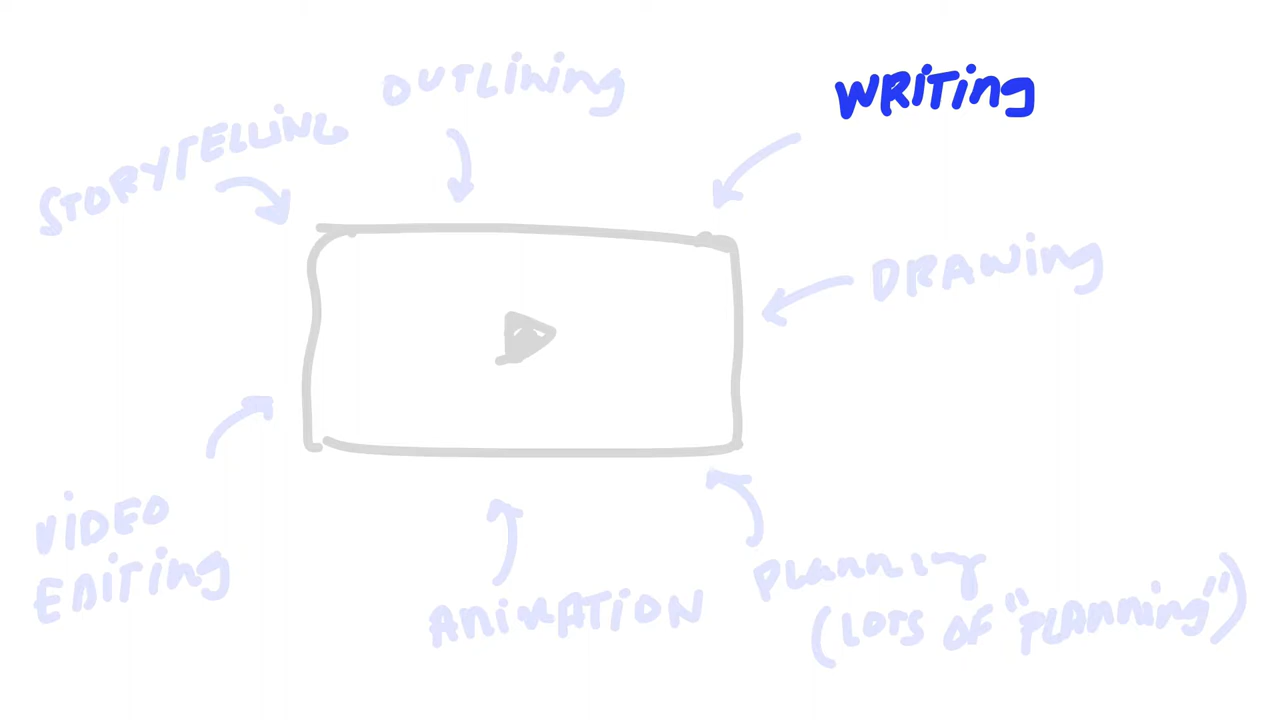 OUTLining
WRiTing
STORYTELLiNG
DRAWing
ViDEO
EDiTing
Planning
(LOTS OF "PLAnning")
AniMATiON